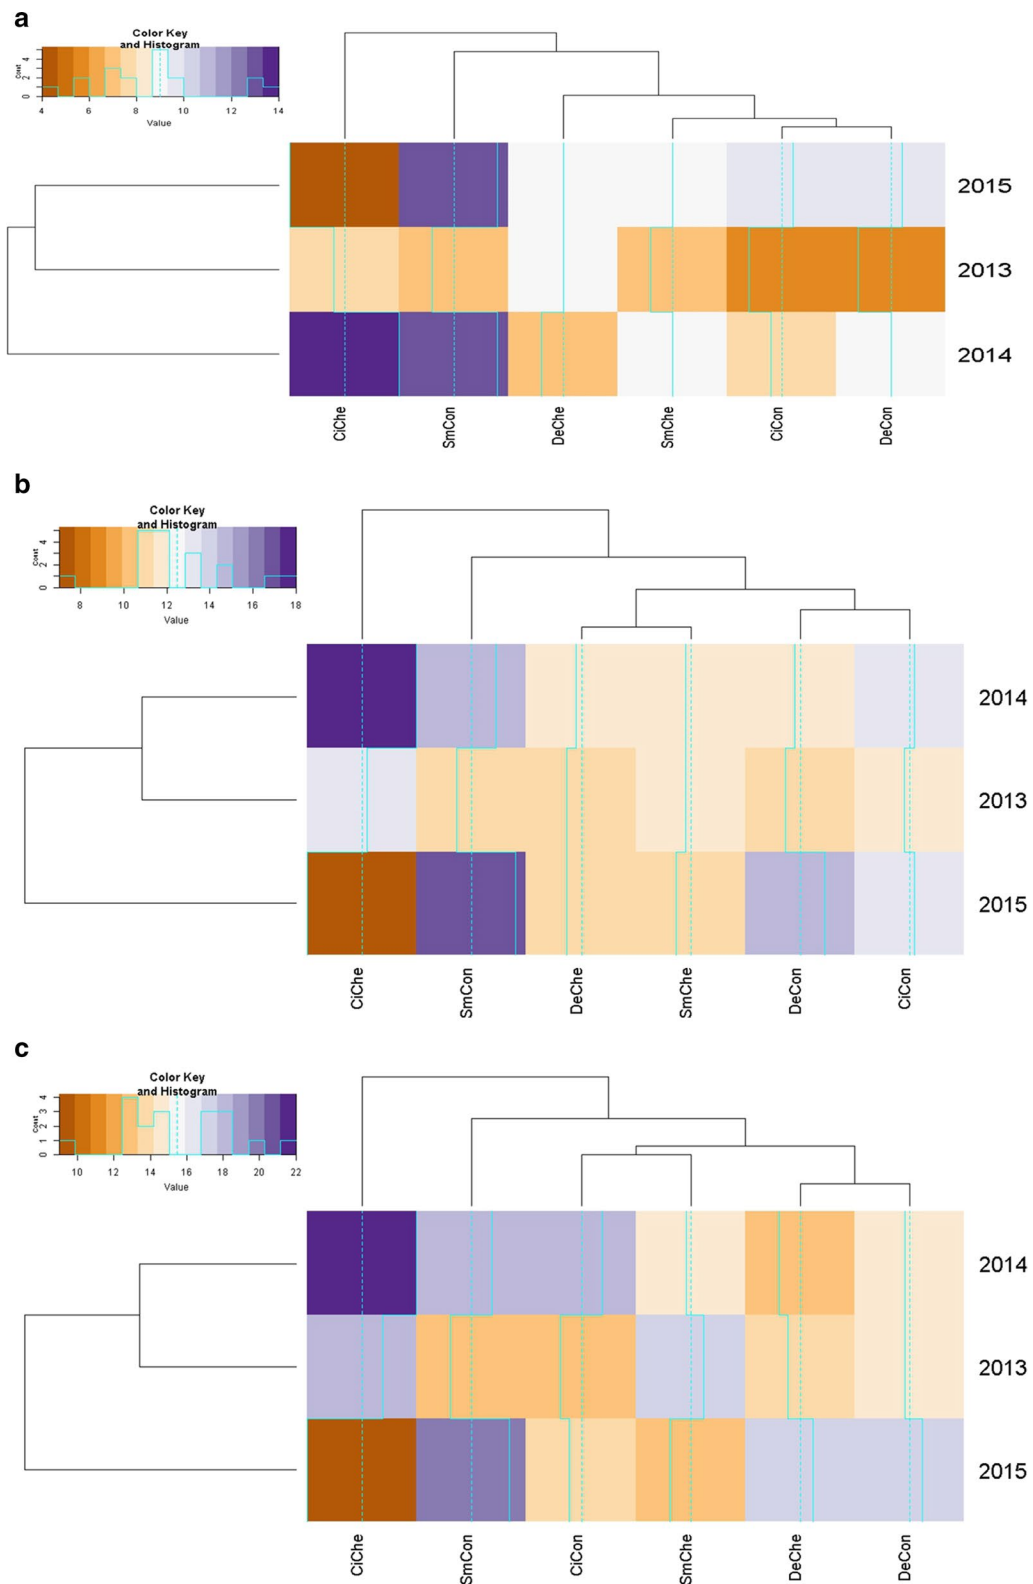 a
Color Key
and Histogram
Count
0 2 4
4 6 8 10 12 14
Value
2015
2013
2014
CiChe SmCon DeChe SmChe CiCon DeCon
b
Color Key
and Histogram
Count
0 2 4
8 10 12 14 16 18
Value
2014
2013
2015
CiChe SmCon DeChe SmChe DeCon CiCon
c
Color Key
and Histogram
Count
0 1 2 3 4
10 12 14 16 18 20 22
Value
2014
2013
2015
CiChe SmCon CiCon SmChe DeChe DeCon